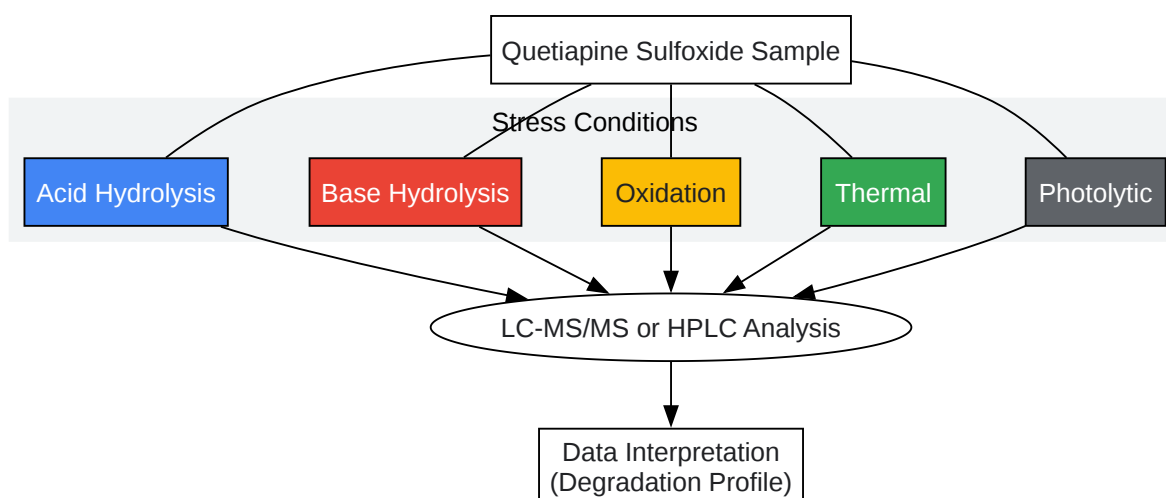 Quetiapine Sulfoxide Sample
Stress Conditions
Acid Hydrolysis
Base Hydrolysis
Oxidation
Thermal
Photolytic
LC-MS/MS or HPLC Analysis
Data Interpretation
(Degradation Profile)